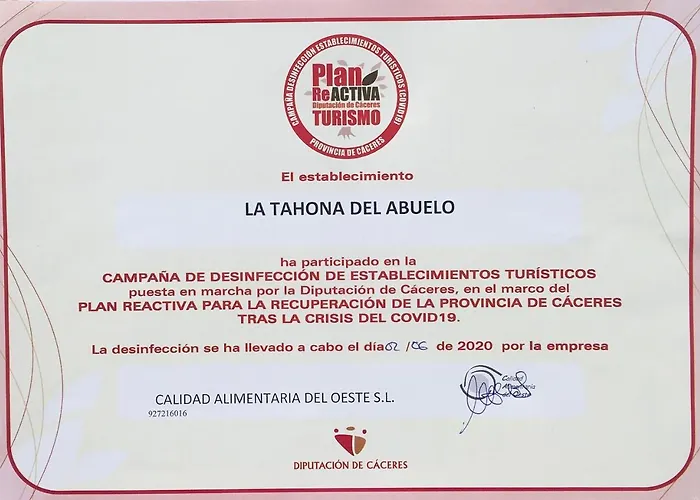 CAMPAÑA DESINFECCIÓN ESTABLECIMIENTOS TURÍSTICOS (COVID19)
Plan
ReACTIVA
Diputación de Cáceres
TURISMO
PROVINCIA DE CÁCERES
El establecimiento
LA TAHONA DEL ABUELO
ha participado en la
CAMPAÑA DE DESINFECCIÓN DE ESTABLECIMIENTOS TURÍSTICOS
puesta en marcha por la Diputación de Cáceres, en el marco del
PLAN REACTIVA PARA LA RECUPERACIÓN DE LA PROVINCIA DE CÁCERES
TRAS LA CRISIS DEL COVID19.
La desinfección se ha llevado a cabo el día 02 /06 de 2020 por la empresa
CALIDAD ALIMENTARIA DEL OESTE S.L.
927216016
Calidad
Alimentaria
del Oeste
DIPUTACIÓN DE CÁCERES